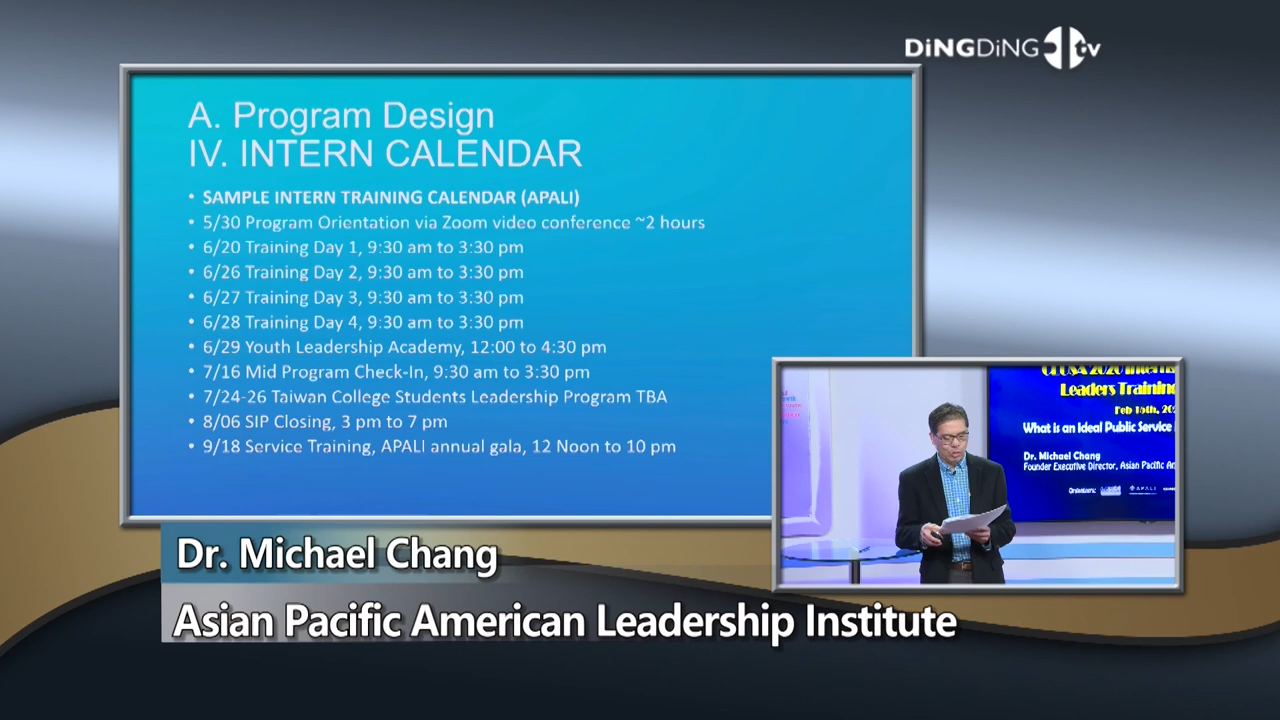 DiNGDiNG tv
A. Program Design
IV. INTERN CALENDAR
• SAMPLE INTERN TRAINING CALENDAR (APALI)
• 5/30 Program Orientation via Zoom video conference ~2 hours
• 6/20 Training Day 1, 9:30 am to 3:30 pm
• 6/26 Training Day 2, 9:30 am to 3:30 pm
• 6/27 Training Day 3, 9:30 am to 3:30 pm
• 6/28 Training Day 4, 9:30 am to 3:30 pm
• 6/29 Youth Leadership Academy, 12:00 to 4:30 pm
• 7/16 Mid Program Check-In, 9:30 am to 3:30 pm
• 7/24-26 Taiwan College Students Leadership Program TBA
• 8/06 SIP Closing, 3 pm to 7 pm
• 9/18 Service Training, APALI annual gala, 12 Noon to 10 pm
2020
Leaders Training
Feb 15th,
What is an Ideal Public Service
Dr. Michael Chang
Founder Executive Director, Asian Pacific
Organizers: APALI
Dr. Michael Chang
Asian Pacific American Leadership Institute